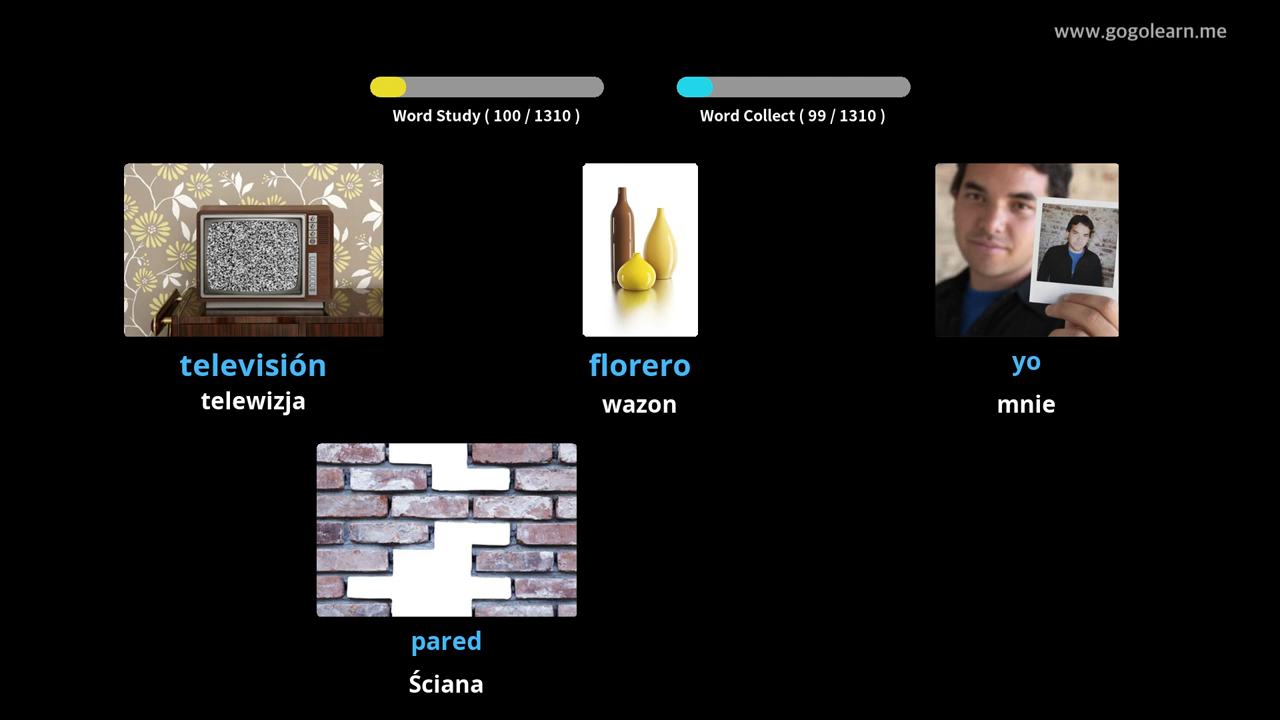 www.gogolearn.me
Word Study ( 100 / 1310 )
Word Collect ( 99 / 1310 )
televisión
telewizja
florero
wazon
yo
mnie
pared
Ściana